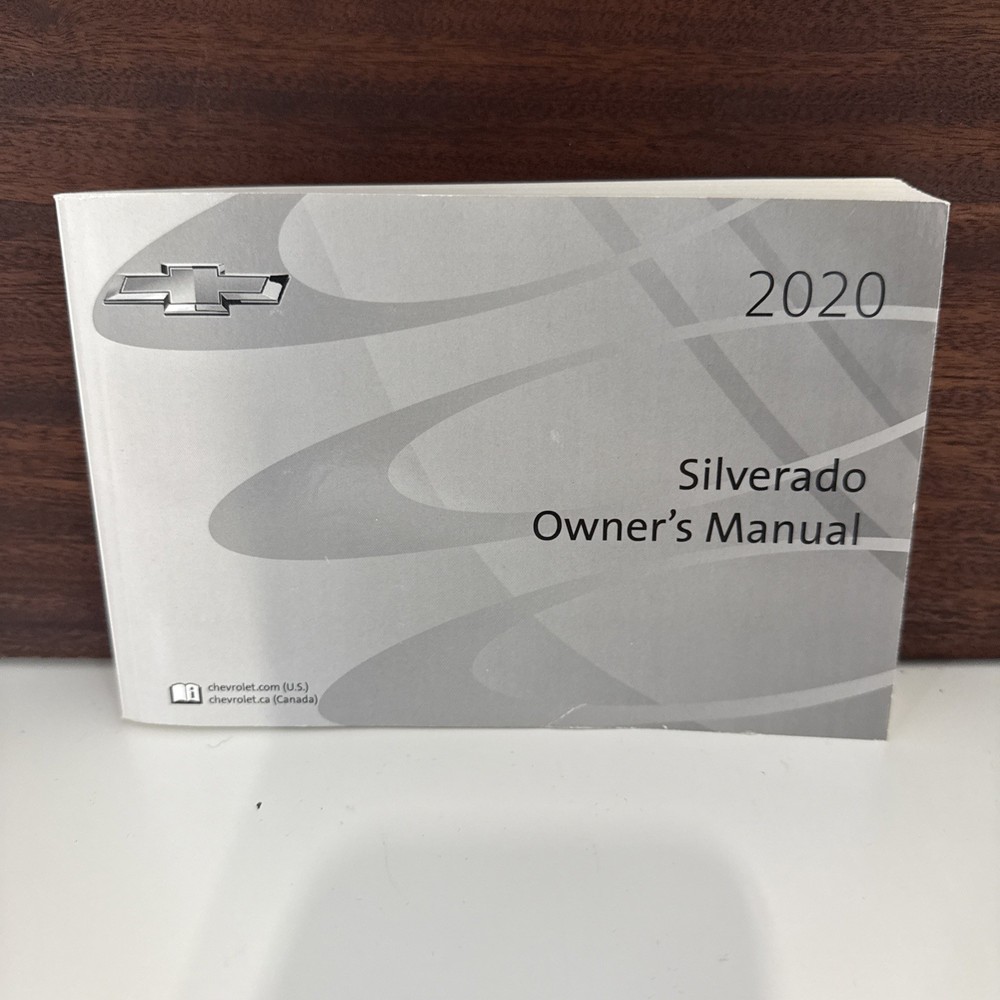 2020
Silverado
Owner's Manual
chevrolet.com (U.S.)
chevrolet.ca (Canada)